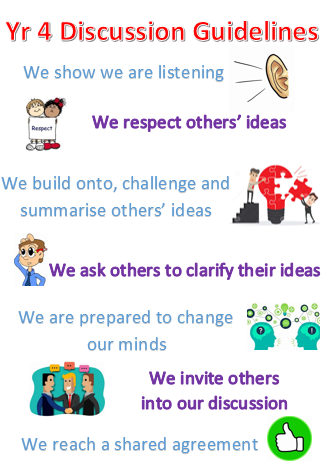 Yr 4 Discussion Guidelines
We show we are listening
Respect
We respect others' ideas
We build onto, challenge and
summarise others' ideas
We ask others to clarify their ideas
We are prepared to change
our minds
We invite others
into our discussion
We reach a shared agreement